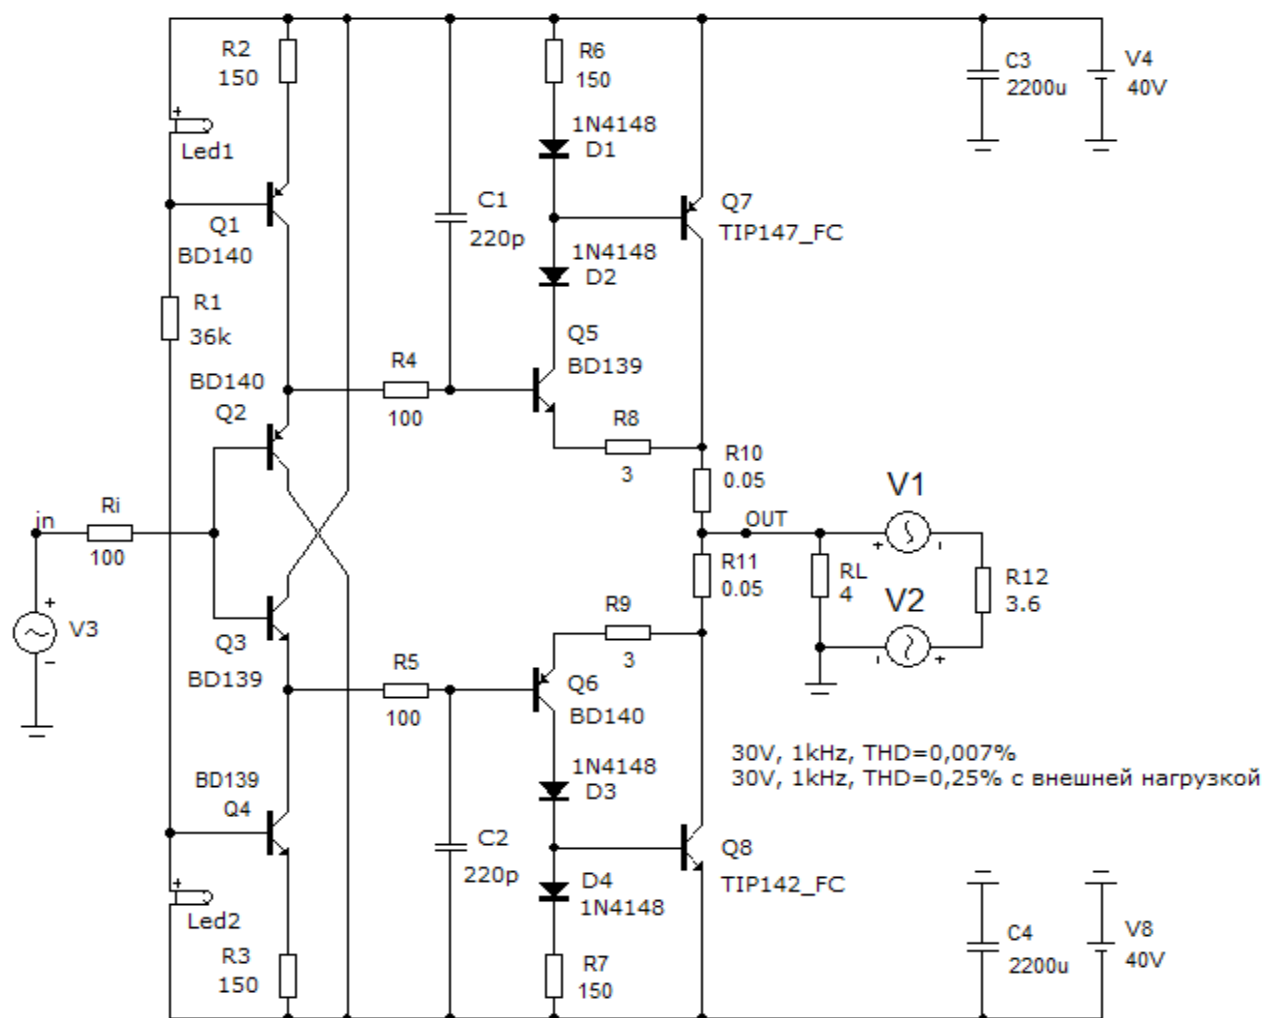 R2
150
R6
150
C3
2200u
V4
40V
+
Led1
1N4148
D1
Q1
BD140
C1
220p
Q7
TIP147_FC
1N4148
D2
R1
36k
Q5
BD139
BD140
Q2
R4
100
R8
3
R10
0.05
V1
in
Ri
100
OUT
+
-
R11
0.05
RL
4
R12
3.6
V2
-
+
+
V3
-
Q3
BD139
R9
3
R5
100
Q6
BD140
30V, 1kHz, THD=0,007%
30V, 1kHz, THD=0,25% с внешней нагрузкой
BD139
Q4
1N4148
D3
C2
220p
Q8
TIP142_FC
+
Led2
D4
1N4148
R3
150
R7
150
C4
2200u
V8
40V